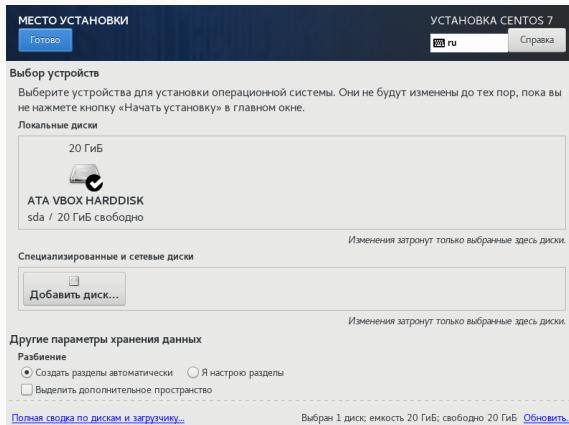 МЕСТО УСТАНОВКИ
УСТАНОВКА CENTOS 7
Готово
ru
Справка
Выбор устройств
Выберите устройства для установки операционной системы. Они не будут изменены до тех пор, пока вы
не нажмете кнопку «Начать установку» в главном окне.
Локальные диски
20 ГиБ
ATA VBOX HARDDISK
sda / 20 ГиБ свободно
Изменения затронут только выбранные здесь диски.
Специализированные и сетевые диски
Добавить диск...
Изменения затронут только выбранные здесь диски.
Другие параметры хранения данных
Разбиение
Создать разделы автоматически
Я настрою разделы
Выделить дополнительное пространство
Полная сводка по дискам и загрузчику...
Выбран 1 диск; емкость 20 ГиБ; свободно 20 ГиБ Обновить.